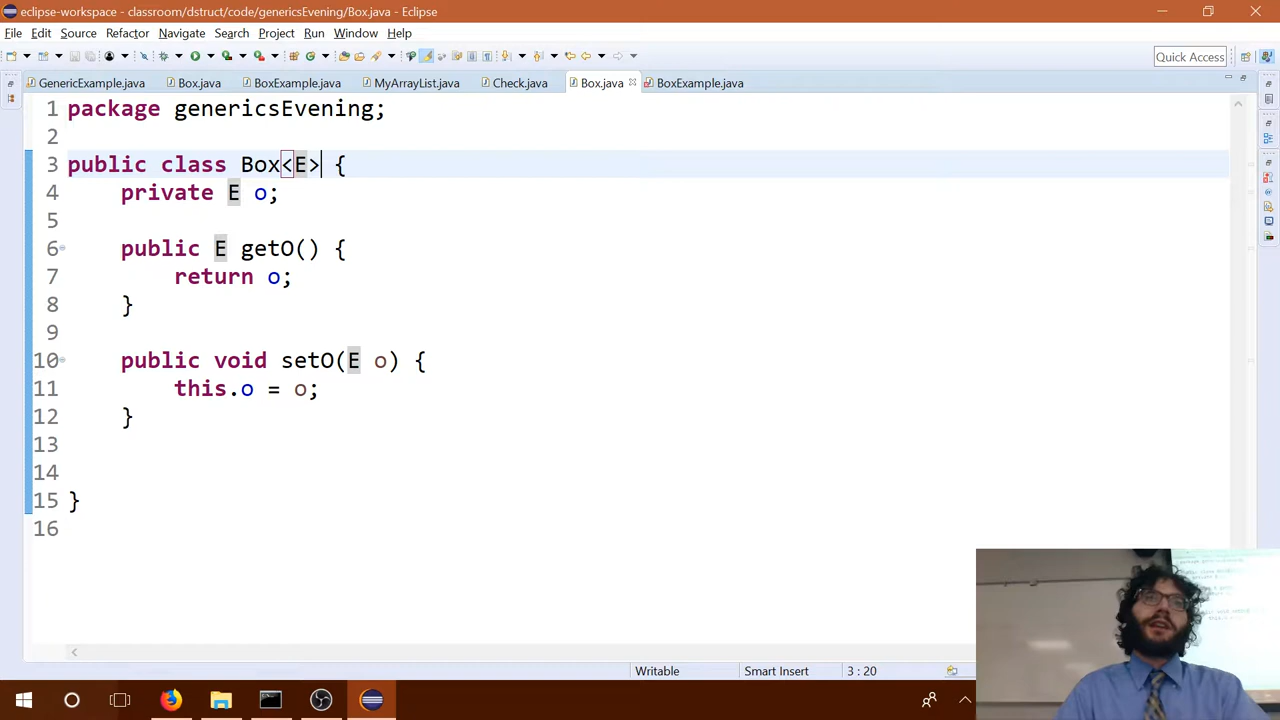 eclipse-workspace - classroom/dstruct/code/genericsEvening/Box.java - Eclipse
File Edit Source Refactor Navigate Search Project Run Window Help
Quick Access
GenericExample.java Box.java BoxExample.java MyArrayList.java Check.java Box.java BoxExample.java
1 package genericsEvening;
2
3 public class Box<E> {
4 private E o;
5
6 public E getO() {
7 return o;
8 }
9
10 public void setO(E o) {
11 this.o = o;
12 }
13
14
15 }
16
Writable Smart Insert 3 : 20